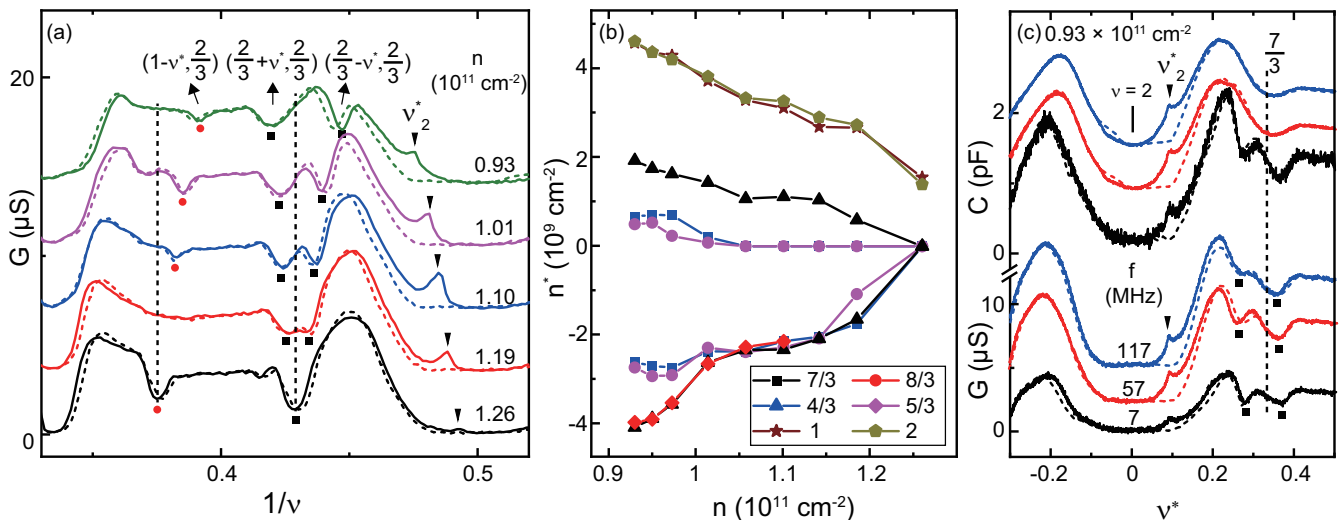 (a)
(1-ν*, 2/3) (2/3+ν*, 2/3) (2/3-ν*, 2/3)
n
(10¹¹ cm⁻²)
ν*₂
20
0
G (μS)
0.93
1.01
1.10
1.19
1.26
0.4
0.5
1/ν
(b)
4
2
0
-2
-4
n* (10⁹ cm⁻²)
7/3
8/3
4/3
5/3
1
2
0.9
1.0
1.1
1.2
n (10¹¹ cm⁻²)
(c) 0.93 × 10¹¹ cm⁻²
7/3
ν*₂
ν = 2
2
0
C (pF)
f
(MHz)
10
0
G (μS)
117
57
7
-0.2
0.0
0.2
0.4
ν*